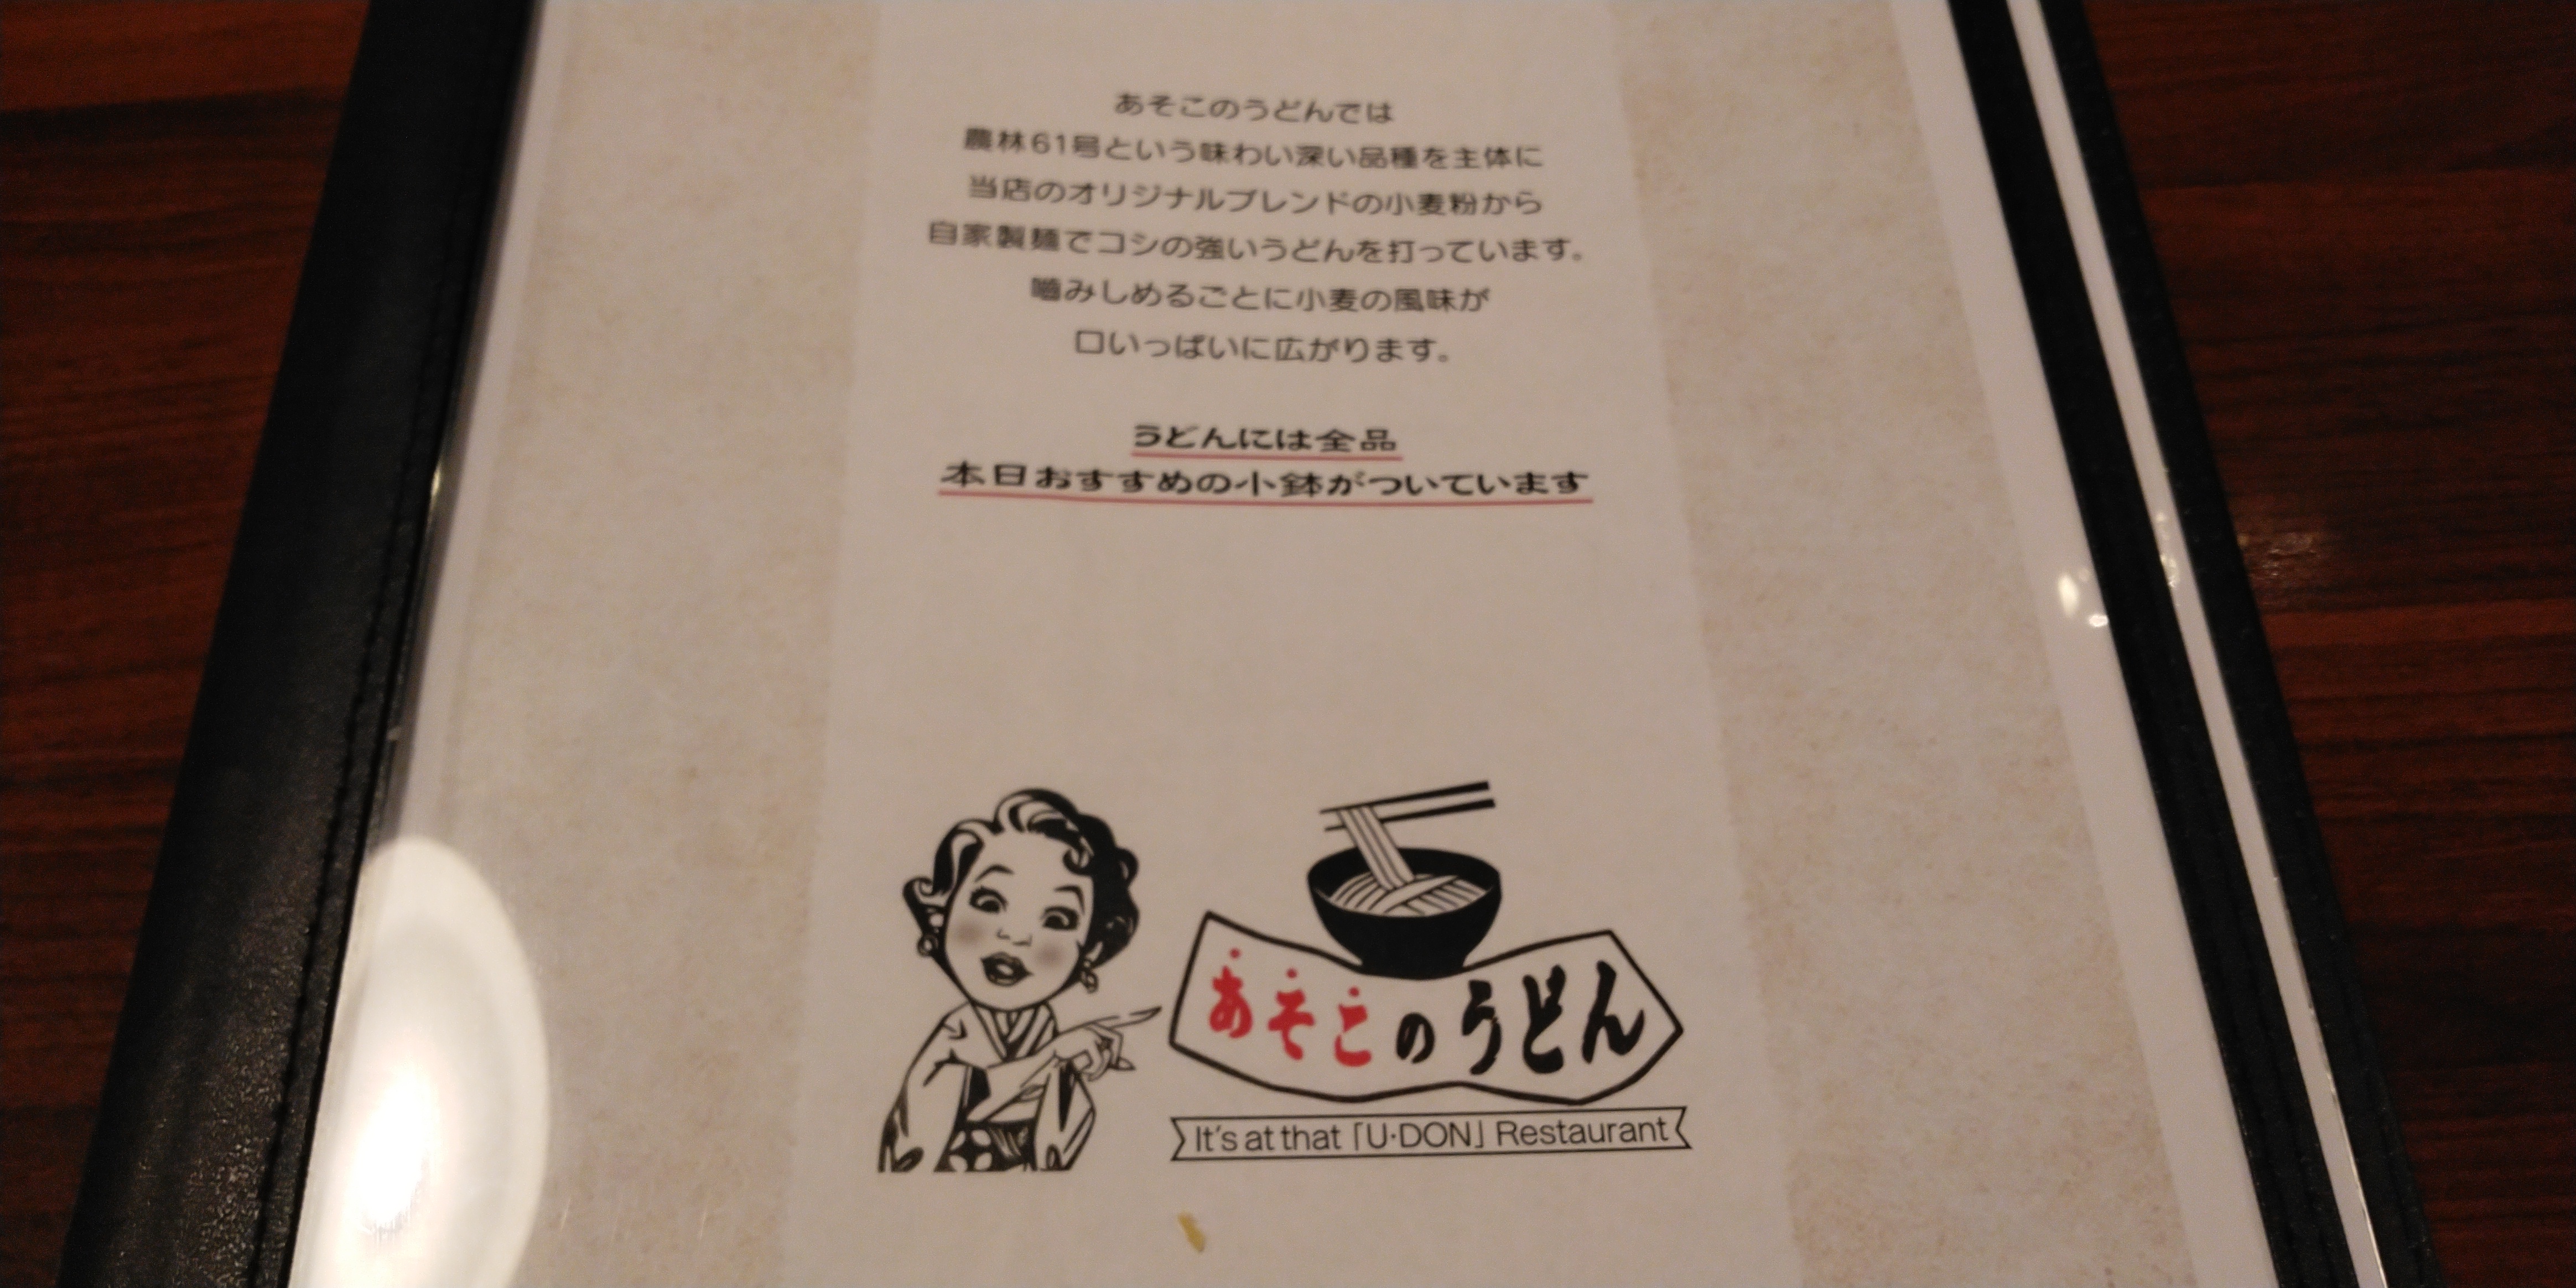 あそこのうどんでは
農林61号という味わい深い品種を主体に
当店のオリジナルブレンドの小麦粉から
自家製麺でコシの強いうどんを打っています。
嚙みしめるごとに小麦の風味が
口いっぱいに広がります。
うどんには全品
本日おすすめの小鉢がついています
あそこのうどん
It's at that「U·DON」Restaurant